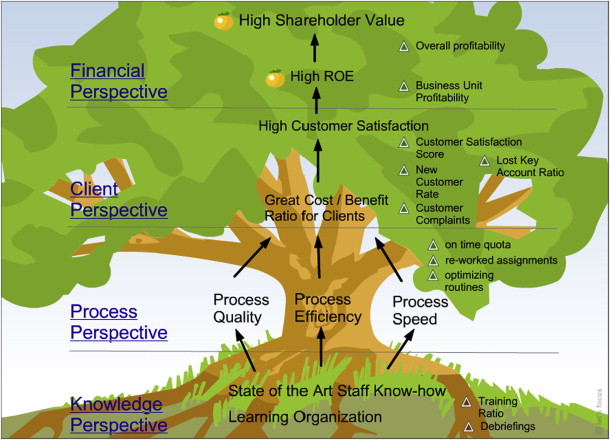 High Shareholder Value
Overall profitability
Financial
Perspective
High ROE
Business Unit
Profitability
High Customer Satisfaction
Customer Satisfaction
Score
Lost Key
Account Ratio
New
Customer
Rate
Client
Perspective
Great Cost / Benefit
Ratio for Clients
Customer
Complaints
on time quota
re-worked assignments
optimizing
routines
Process
Quality
Process
Efficiency
Process
Speed
Process
Perspective
State of the Art Staff Know-how
Knowledge
Perspective
Learning Organization
Training
Ratio
Debriefings
focus